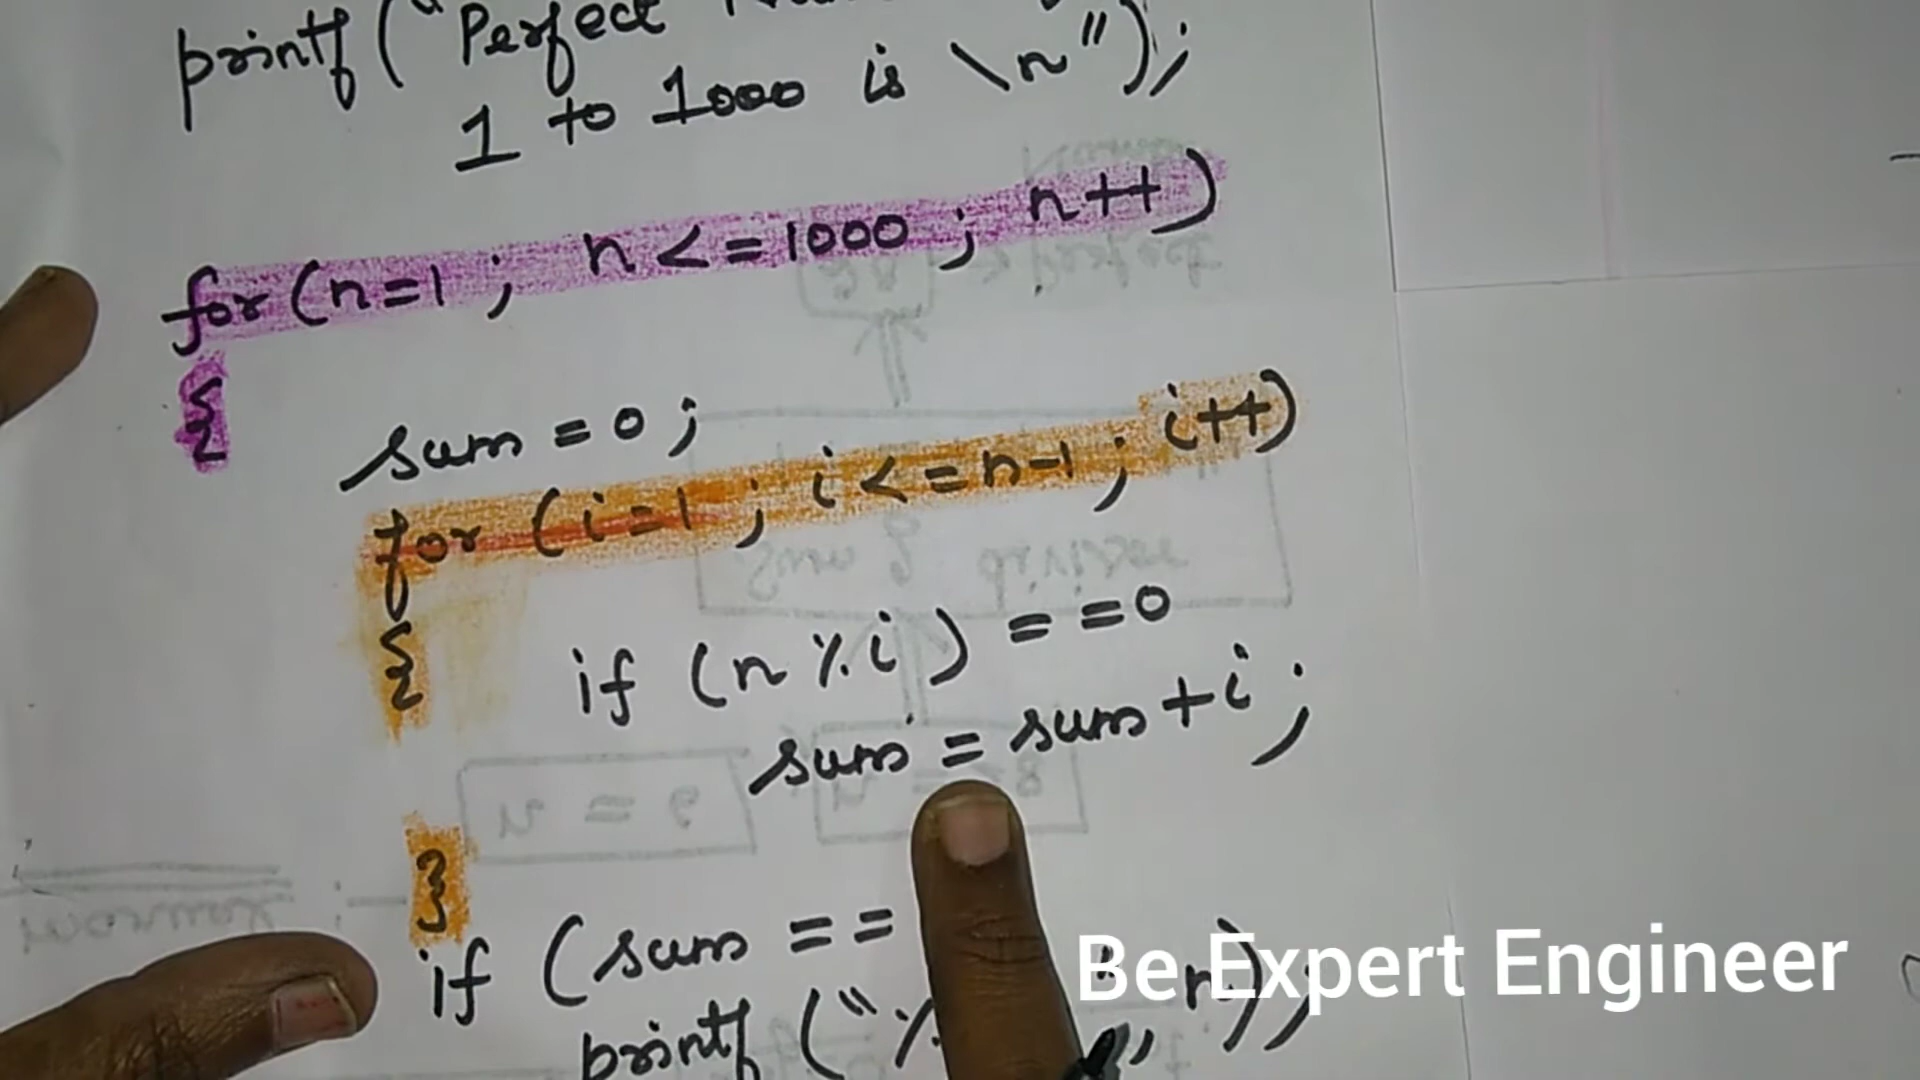 printf ("Perfect
1 to 1000 is \n");
for (n=1 ; n <= 1000 ; n++)
{
sum = 0 ;
for (i=1 ; i <= n-1 ; i++)
{
if (n % i) = = 0
sum = sum + i ;
}
if (sum ==
printf ("% ", n);
Be Expert Engineer